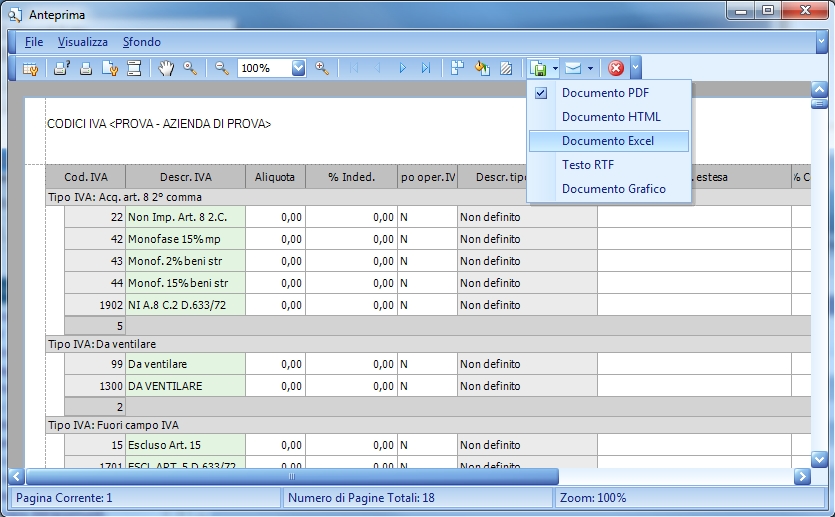 Anteprima
File Visualizza Sfondo
100%
Documento PDF
Documento HTML
Documento Excel
Testo RTF
Documento Grafico
CODICI IVA <PROVA - AZIENDA DI PROVA>
Cod. IVA Descr. IVA Aliquota % Inded. po oper.IV Descr. tipo . estesa % C
Tipo IVA: Acq. art. 8 2° comma
22 Non Imp. Art. 8 2.C. 0,00 0,00 N Non definito
42 Monofase 15% mp 0,00 0,00 N Non definito
43 Monof. 2% beni str 0,00 0,00 N Non definito
44 Monof. 15% beni str 0,00 0,00 N Non definito
1902 NI A.8 C.2 D.633/72 0,00 0,00 N Non definito
5
Tipo IVA: Da ventilare
99 Da ventilare 0,00 0,00 N Non definito
1300 DA VENTILARE 0,00 0,00 N Non definito
2
Tipo IVA: Fuori campo IVA
15 Escluso Art. 15 0,00 0,00 N Non definito
1701 ESCL.ART. 5 D.633/72 0,00 0,00 N Non definito
Pagina Corrente: 1 Numero di Pagine Totali: 18 Zoom: 100%